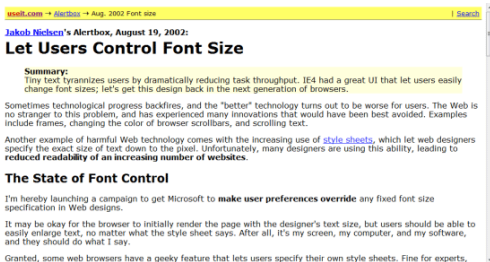 useit.com → Alertbox → Aug. 2002 Font size | Search
Jakob Nielsen's Alertbox, August 19, 2002:
Let Users Control Font Size
Summary:
Tiny text tyrannizes users by dramatically reducing task throughput. IE4 had a great UI that let users easily
change font sizes; let's get this design back in the next generation of browsers.
Sometimes technological progress backfires, and the "better" technology turns out to be worse for users. The Web is
no stranger to this problem, and has experienced many innovations that would have been best avoided. Examples
include frames, changing the color of browser scrollbars, and scrolling text.
Another example of harmful Web technology comes with the increasing use of style sheets, which let web designers
specify the exact size of text down to the pixel. Unfortunately, many designers are using this ability, leading to
reduced readability of an increasing number of websites.
The State of Font Control
I'm hereby launching a campaign to get Microsoft to make user preferences override any fixed font size
specification in Web designs.
It may be okay for the browser to initially render the page with the designer's text size, but users should be able to
easily enlarge text, no matter what the style sheet says. After all, it's my screen, my computer, and my software,
and they should do what I say.
Granted, some web browsers have a geeky feature that lets users specify their own style sheets. Fine for experts,